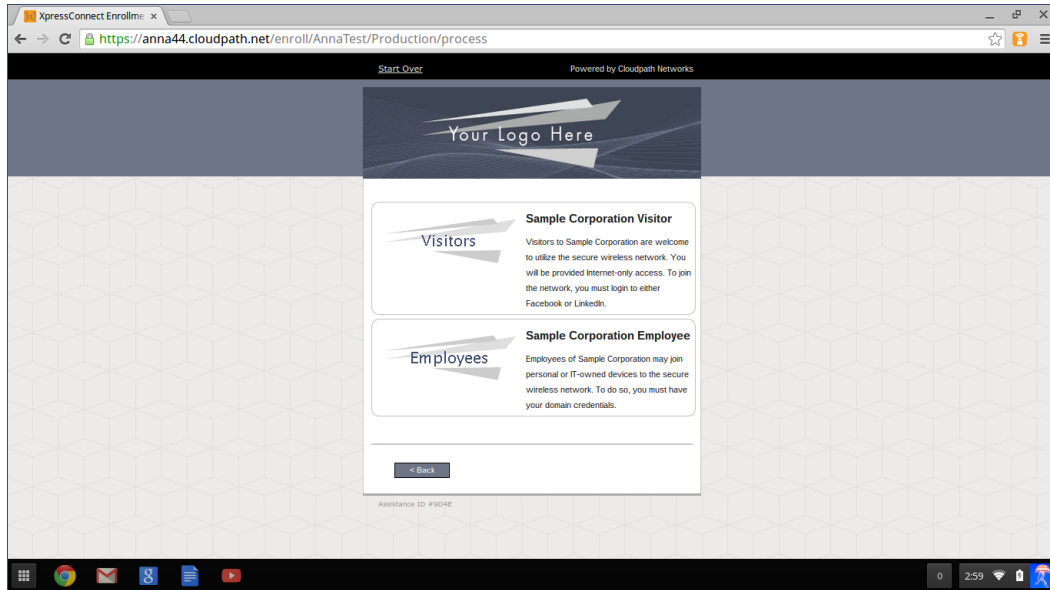 XpressConnect Enrollme
https://anna44.cloudpath.net/enroll/AnnaTest/Production/process
Start Over
Powered by Cloudpath Networks
Your Logo Here
Visitors
Sample Corporation Visitor
Visitors to Sample Corporation are welcome
to utilize the secure wireless network. You
will be provided Internet-only access. To join
the network, you must login to either
Facebook or LinkedIn.
Employees
Sample Corporation Employee
Employees of Sample Corporation may join
personal or IT-owned devices to the secure
wireless network. To do so, you must have
your domain credentials.
< Back
Assistance ID #9D4E
8
0
2:59